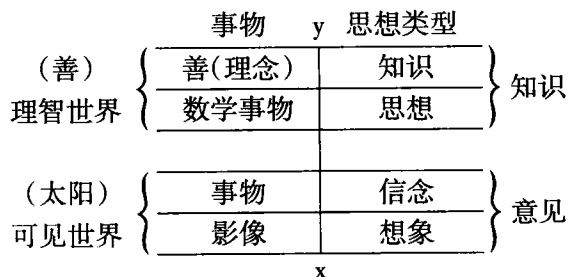 事物 y 思想类型
（善） 善（理念） 知识
理智世界 数学事物 思想 知识
（太阳） 事物 信念
可见世界 影像 想象 意见
x